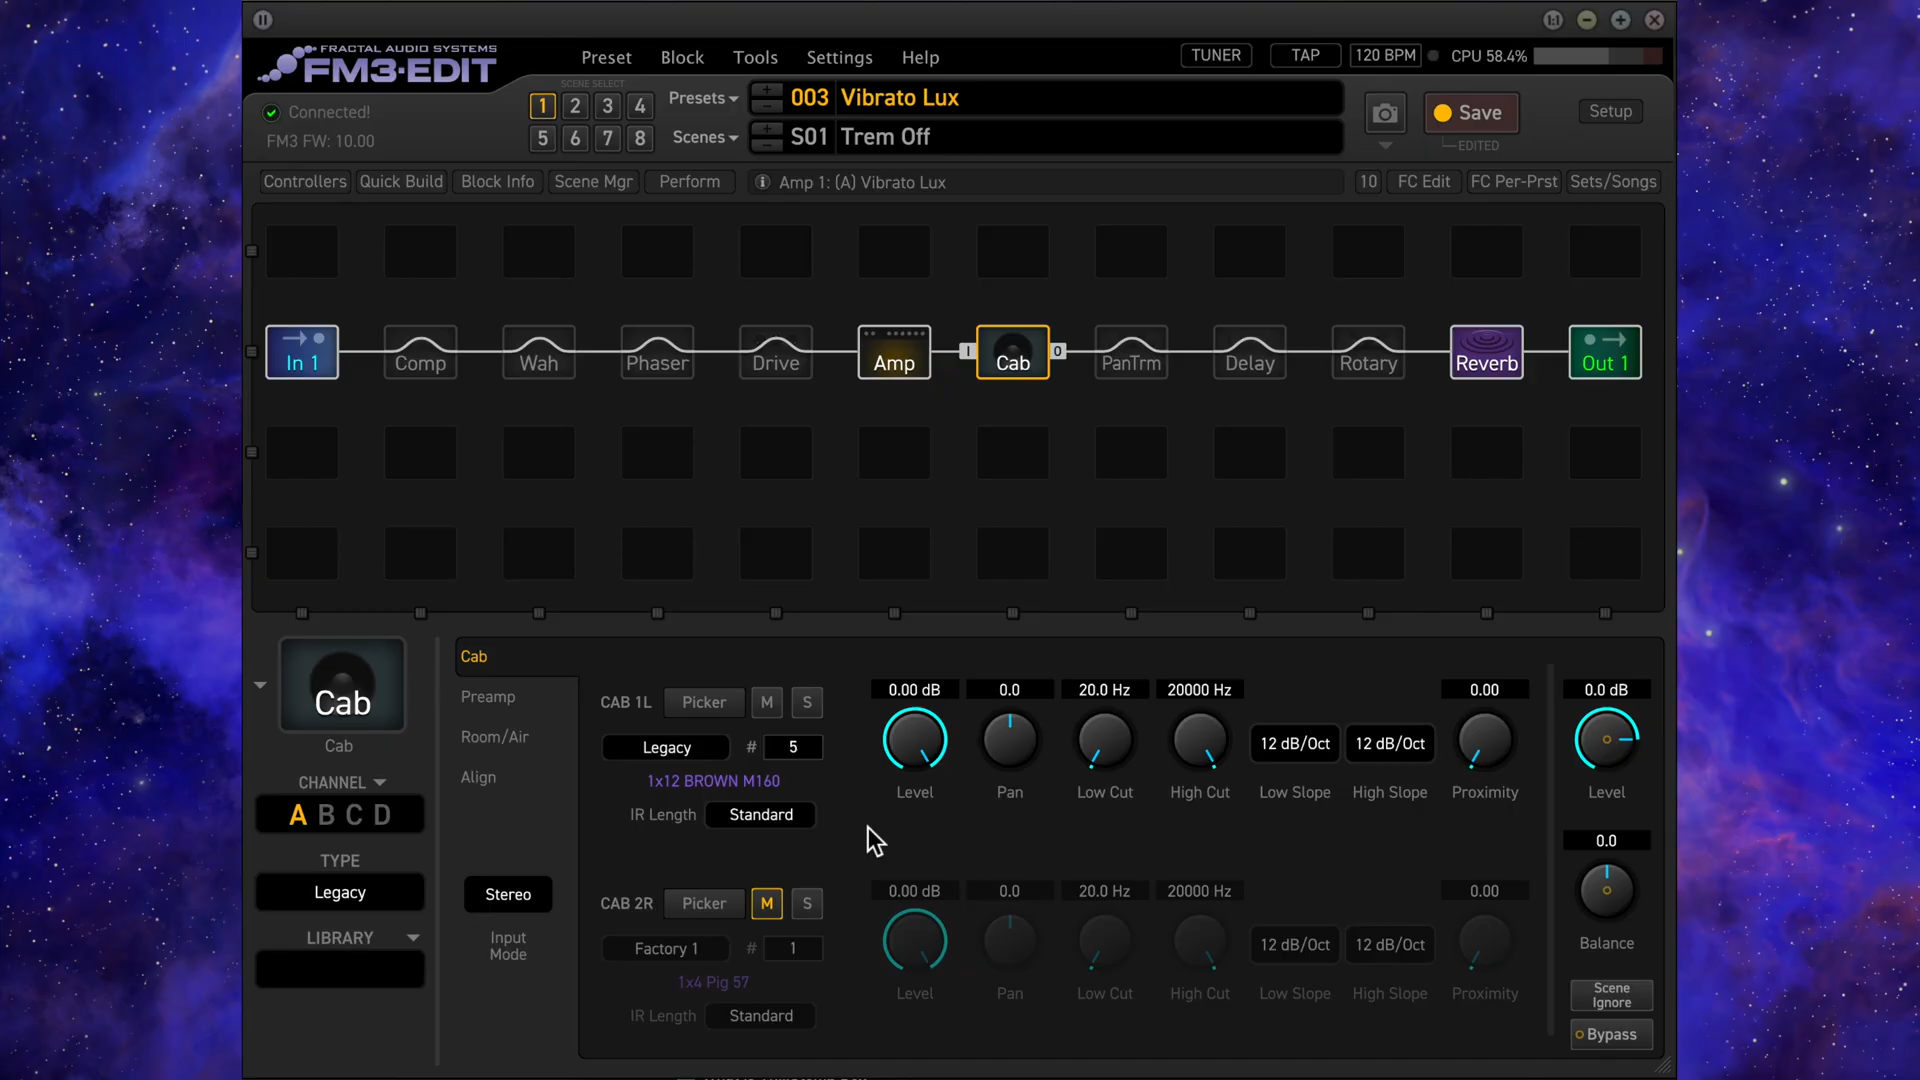 FRACTAL AUDIO SYSTEMS
FM3-EDIT
Preset Block Tools Settings Help
TUNER TAP 120 BPM CPU 58.4%
Connected!
FM3 FW: 10.00
SCENE SELECT
1 2 3 4
5 6 7 8
Presets
003 Vibrato Lux
Scenes
S01 Trem Off
Save
EDITED
Setup
Controllers Quick Build Block Info Scene Mgr Perform
Amp 1: (A) Vibrato Lux
10 FC Edit FC Per-Prst Sets/Songs
In 1 Comp Wah Phaser Drive Amp I Cab O PanTrm Delay Rotary Reverb Out 1
Cab
Cab
CHANNEL
A B C D
TYPE
Legacy
LIBRARY
Cab
Preamp
Room/Air
Align
Stereo
Input
Mode
CAB 1L Picker M S
Legacy # 5
1x12 BROWN M160
IR Length Standard
0.00 dB 0.0 20.0 Hz 20000 Hz 0.00
12 dB/Oct 12 dB/Oct
Level Pan Low Cut High Cut Low Slope High Slope Proximity
CAB 2R Picker M S
Factory 1 # 1
1x4 Pig 57
IR Length Standard
0.00 dB 0.0 20.0 Hz 20000 Hz 0.00
12 dB/Oct 12 dB/Oct
Level Pan Low Cut High Cut Low Slope High Slope Proximity
0.0 dB
Level
0.0
Balance
Scene
Ignore
Bypass